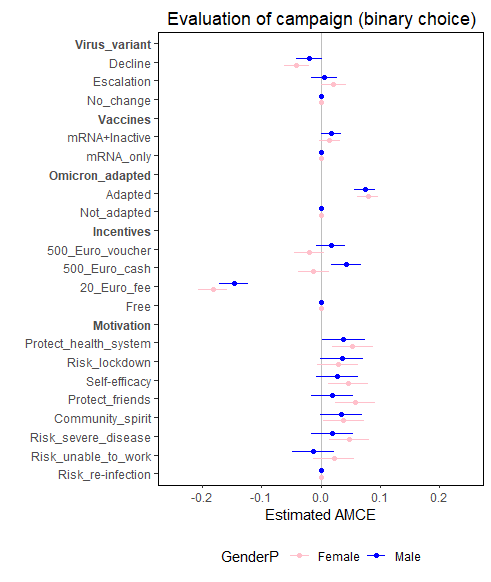 Evaluation of campaign (binary choice)
Virus_variant
Decline
Escalation
No_change
Vaccines
mRNA+Inactive
mRNA_only
Omicron_adapted
Adapted
Not_adapted
Incentives
500_Euro_voucher
500_Euro_cash
20_Euro_fee
Free
Motivation
Protect_health_system
Risk_lockdown
Self-efficacy
Protect_friends
Community_spirit
Risk_severe_disease
Risk_unable_to_work
Risk_re-infection
-0.2 -0.1 0.0 0.1 0.2
Estimated AMCE
GenderP Female Male